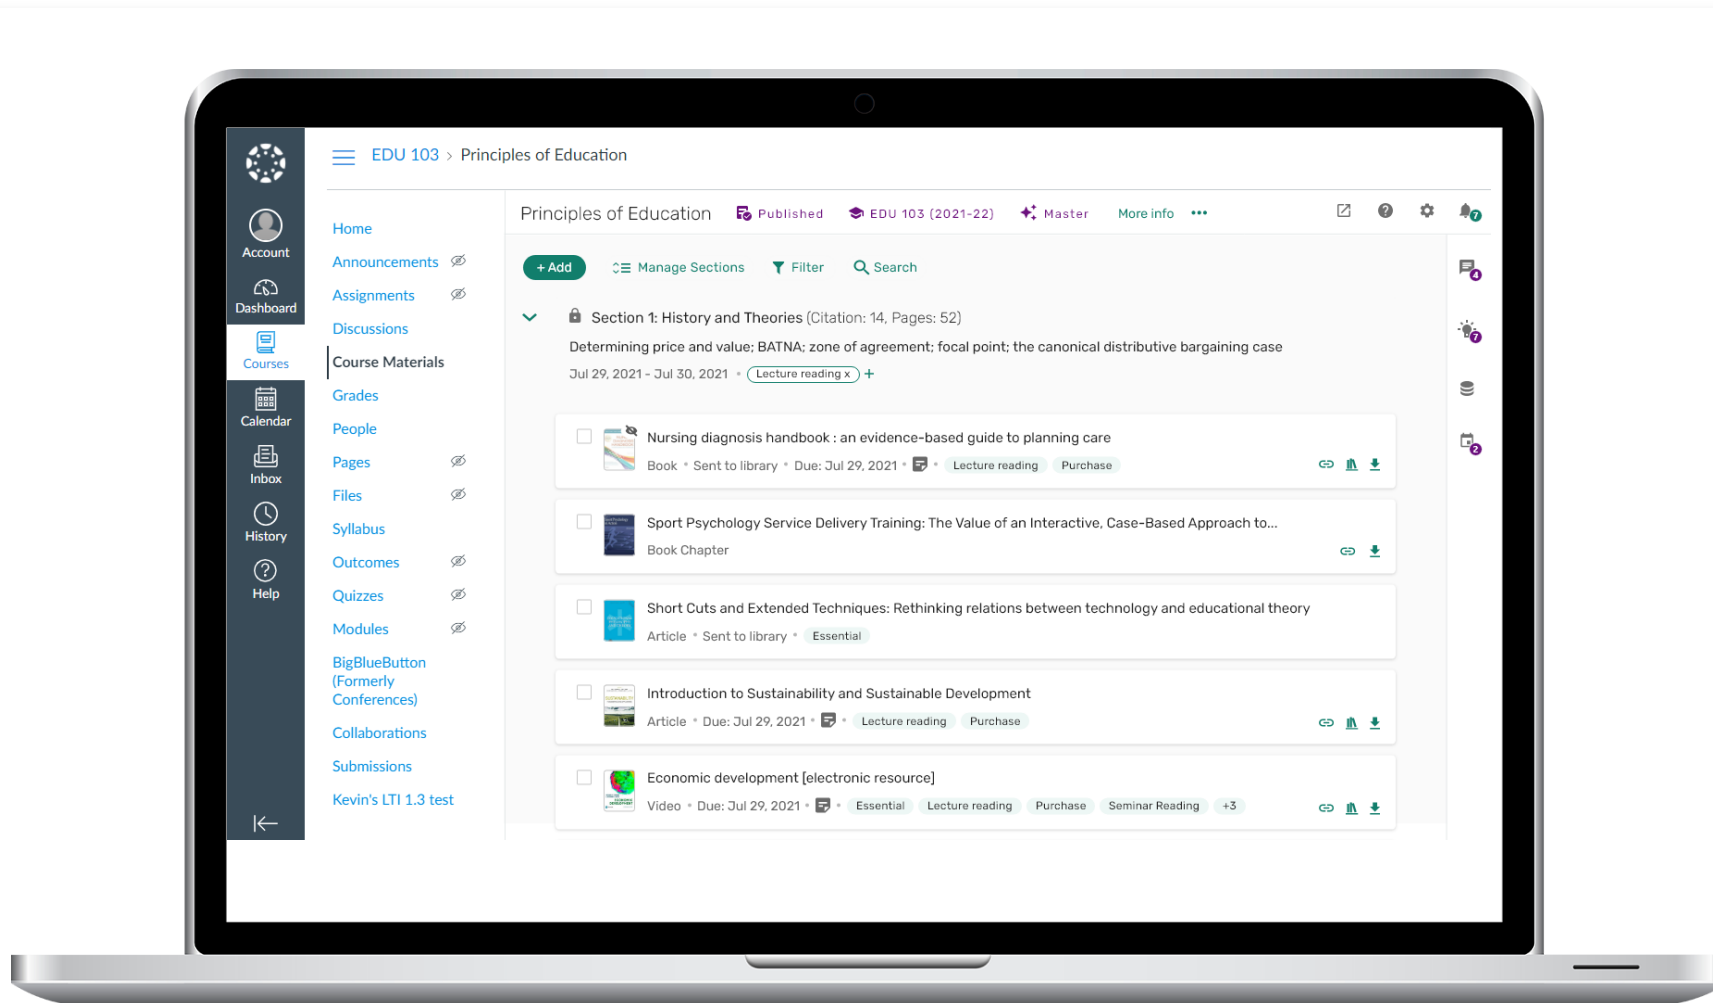 EDU 103 > Principles of Education
Account
Dashboard
Courses
Calendar
Inbox
History
Help
Home
Announcements
Assignments
Discussions
Course Materials
Grades
People
Pages
Files
Syllabus
Outcomes
Quizzes
Modules
BigBlueButton
(Formerly
Conferences)
Collaborations
Submissions
Kevin's LTI 1.3 test
Principles of Education Published EDU 103 (2021-22) Master More info ••• 7
+ Add Manage Sections Filter Search
Section 1: History and Theories (Citation: 14, Pages: 52)
Determining price and value; BATNA; zone of agreement; focal point; the canonical distributive bargaining case
Jul 29, 2021 - Jul 30, 2021 • Lecture reading x +
Nursing diagnosis handbook : an evidence-based guide to planning care
Book • Sent to library • Due: Jul 29, 2021 • • Lecture reading Purchase
Sport Psychology Service Delivery Training: The Value of an Interactive, Case-Based Approach to...
Book Chapter
Short Cuts and Extended Techniques: Rethinking relations between technology and educational theory
Article • Sent to library • Essential
Introduction to Sustainability and Sustainable Development
Article • Due: Jul 29, 2021 • • Lecture reading Purchase
Economic development [electronic resource]
Video • Due: Jul 29, 2021 • • Essential Lecture reading Purchase Seminar Reading +3
4
7
2